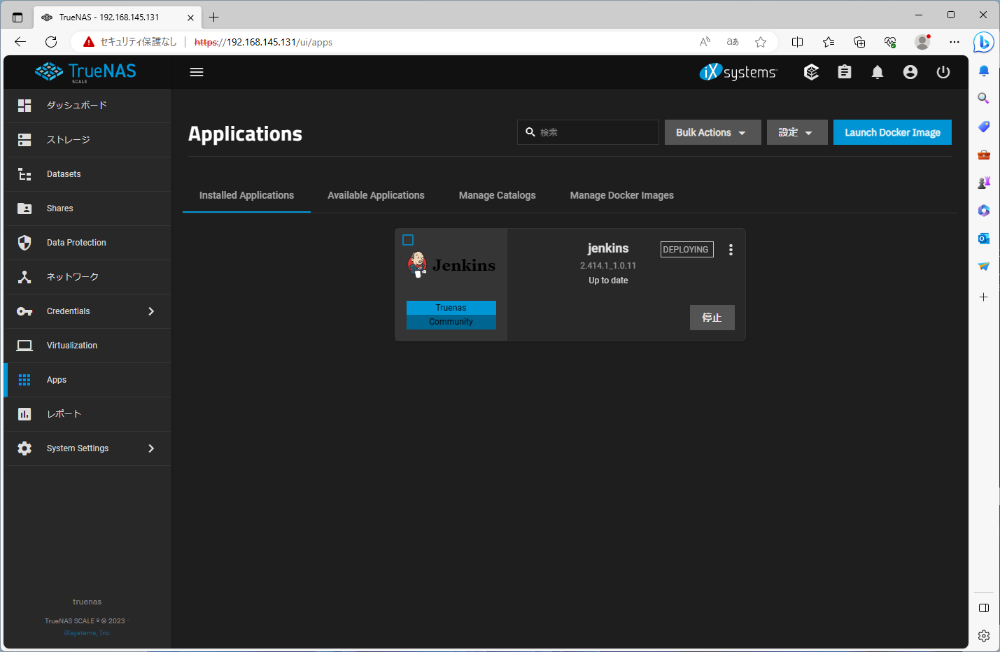 TrueNAS - 192.168.145.131
セキュリティ保護なし
https://192.168.145.131/ui/apps
TrueNAS
SCALE
iXsystems
ダッシュボード
ストレージ
Datasets
Shares
Data Protection
ネットワーク
Credentials
Virtualization
Apps
レポート
System Settings
truenas
TrueNAS SCALE ® © 2023 -
iXsystems, Inc
Applications
検索
Bulk Actions
設定
Launch Docker Image
Installed Applications
Available Applications
Manage Catalogs
Manage Docker Images
Jenkins
Truenas
Community
jenkins
DEPLOYING
2.414.1_1.0.11
Up to date
停止